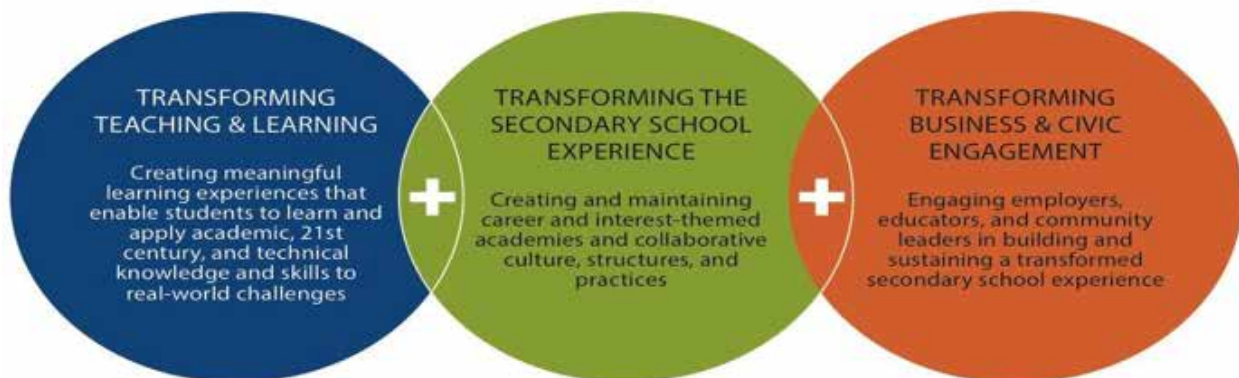 TRANSFORMING
TEACHING & LEARNING
Creating meaningful
learning experiences that
enable students to learn and
apply academic, 21st
century, and technical
knowledge and skills to
real-world challenges
+
TRANSFORMING THE
SECONDARY SCHOOL
EXPERIENCE
Creating and maintaining
career and interest-themed
academies and collaborative
culture, structures, and
practices
+
TRANSFORMING
BUSINESS & CIVIC
ENGAGEMENT
Engaging employers,
educators, and community
leaders in building and
sustaining a transformed
secondary school experience